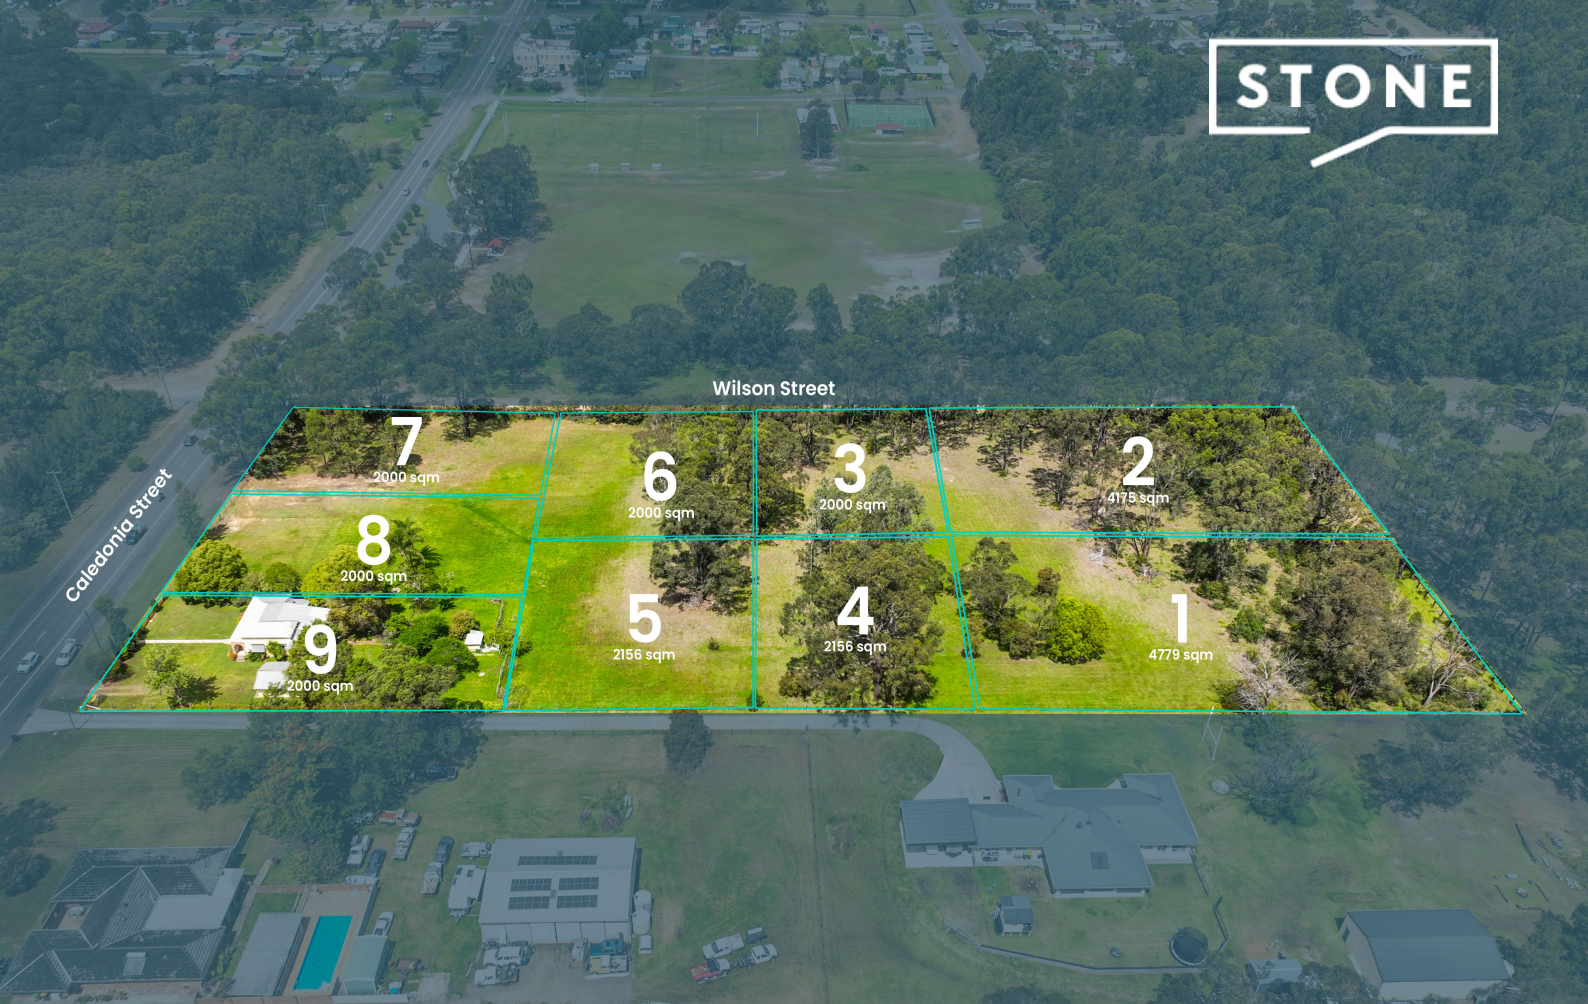 STONE
Wilson Street
Caledonia Street
7
2000 sqm
6
2000 sqm
3
2000 sqm
2
4175 sqm
8
2000 sqm
9
2000 sqm
5
2156 sqm
4
2156 sqm
1
4779 sqm